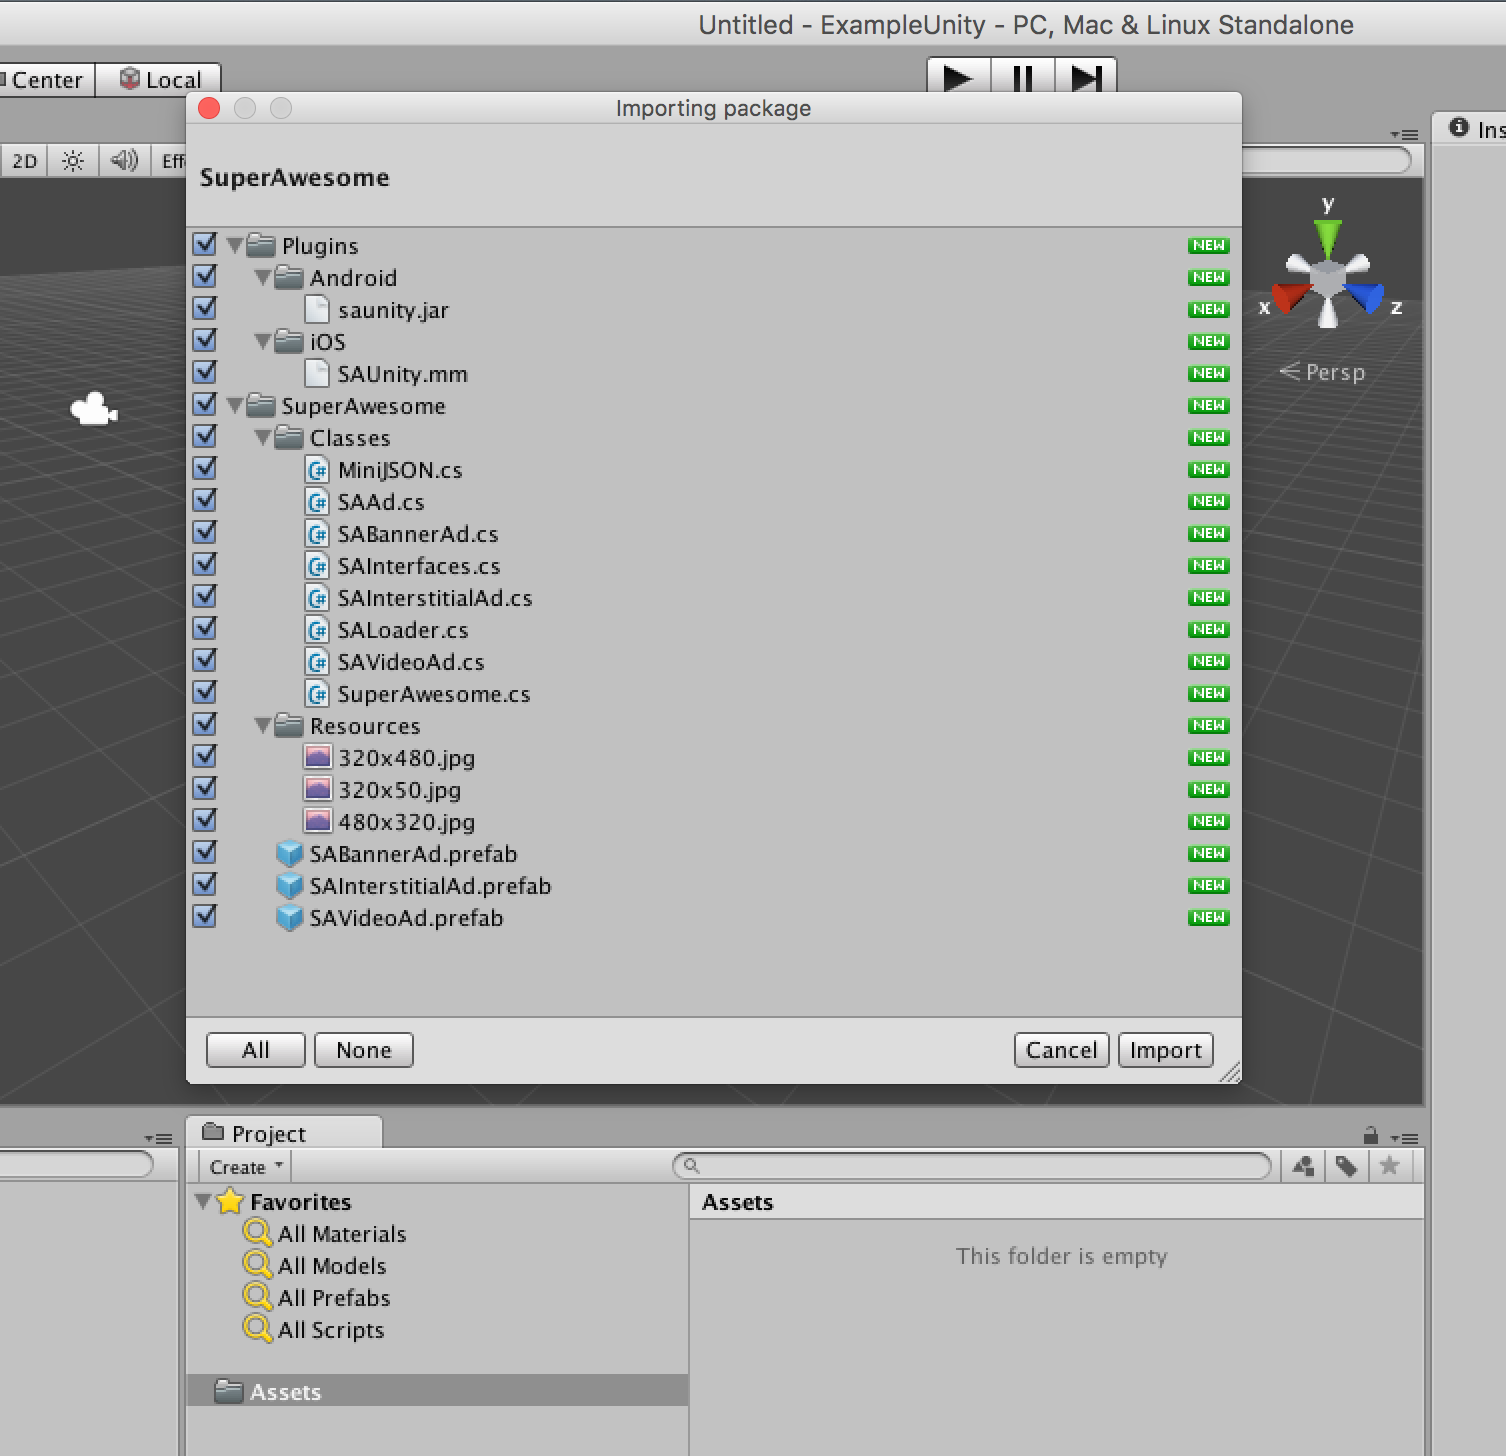 Untitled - ExampleUnity - PC, Mac & Linux Standalone
Center Local
Importing package
Ins
2D Eff
SuperAwesome
Plugins NEW
Android NEW
saunity.jar NEW
iOS NEW
SAUnity.mm NEW
SuperAwesome NEW
Classes NEW
MiniJSON.cs NEW
SAAd.cs NEW
SABannerAd.cs NEW
SAInterfaces.cs NEW
SAInterstitialAd.cs NEW
SALoader.cs NEW
SAVideoAd.cs NEW
SuperAwesome.cs NEW
Resources NEW
320x480.jpg NEW
320x50.jpg NEW
480x320.jpg NEW
SABannerAd.prefab NEW
SAInterstitialAd.prefab NEW
SAVideoAd.prefab NEW
y
x z
Persp
All None Cancel Import
Project
Create
Favorites
All Materials
All Models
All Prefabs
All Scripts
Assets
Assets
This folder is empty